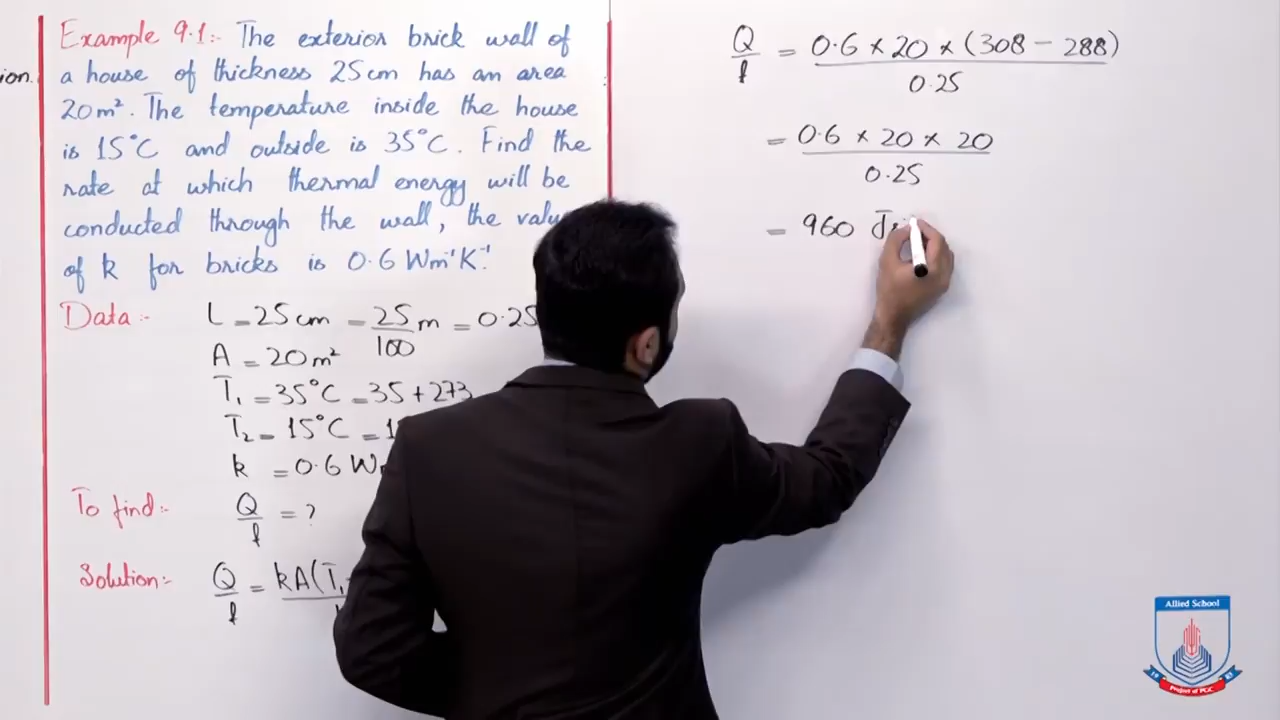 ion.
Example 9.1:- The exterior brick wall of
a house of thickness 25cm has an area
20m². The temperature inside the house
is 15°C and outside is 35°C. Find the
rate at which thermal energy will be
conducted through the wall, the valu
of k for bricks is 0.6 Wm⁻¹K⁻¹.
Data:- L = 25cm = 25/100 m = 0.25
A = 20m²
T₁ = 35°C = 35 + 273
T₂ = 15°C = 1
k = 0.6 W
To find:- Q/t = ?
Solution:- Q/t = kA(T₁
Q/t = 0.6 × 20 × (308 - 288) / 0.25
= 0.6 × 20 × 20 / 0.25
= 960 J
Allied School
Project of PGC